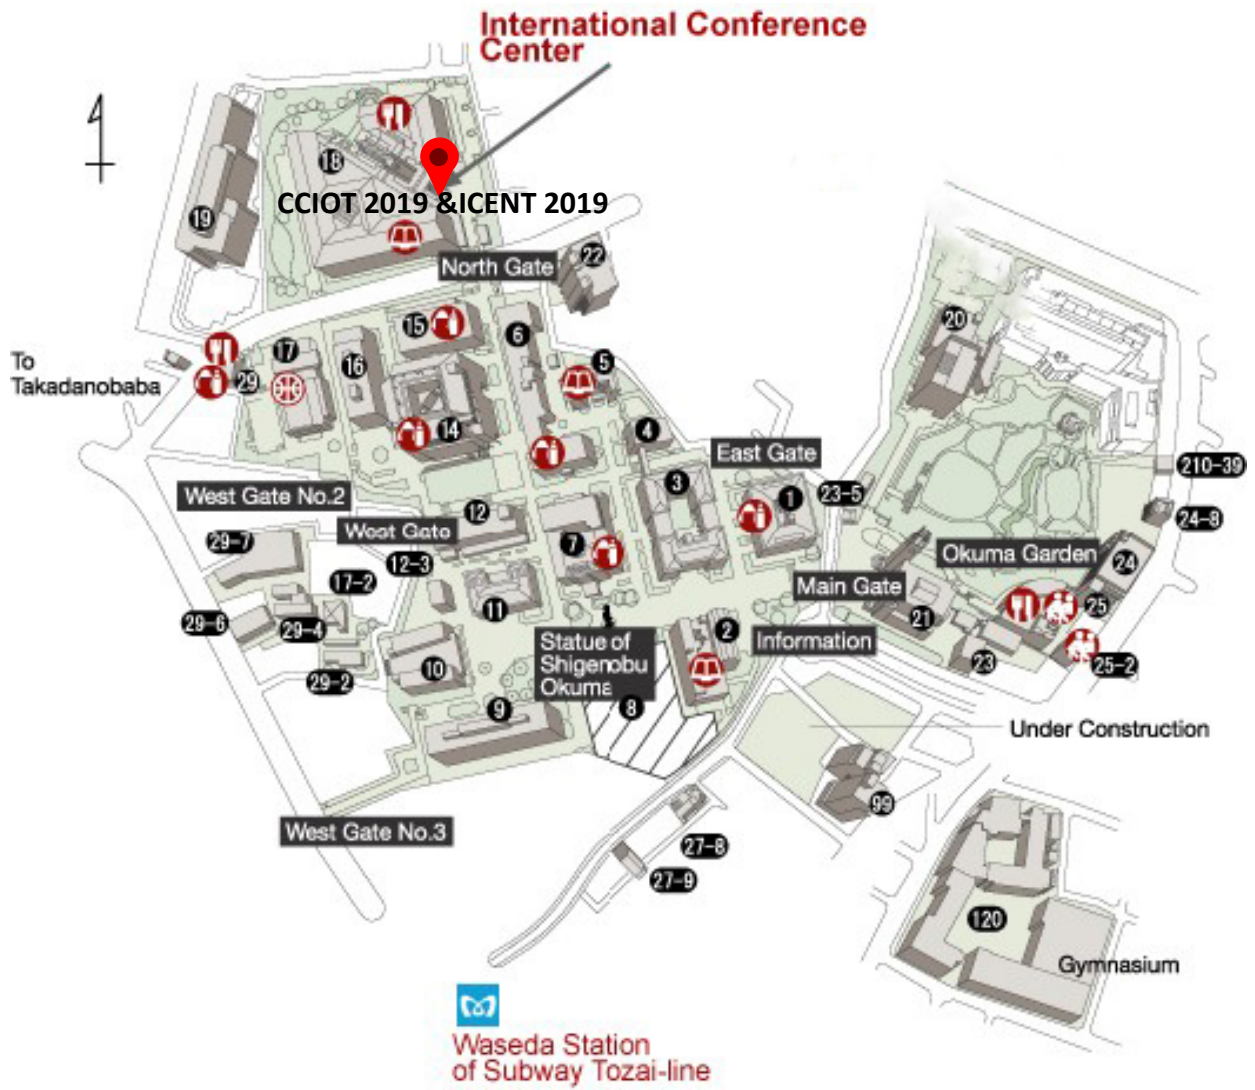 International Conference
Center
18
CCIOT 2019 &ICENT 2019
19
North Gate
22
15
6
20
17
16
5
To
Takadanobaba
29
14
4
East Gate
210-39
West Gate No.2
3
23-5
1
24-8
12
West Gate
29-7
7
Okuma Garden
12-3
24
17-2
Main Gate
11
25
29-6
29-4
21
2
Information
Statue of
Shigenobu
Okuma
23
25-2
10
29-2
8
9
Under Construction
99
West Gate No.3
27-8
27-9
120
Gymnasium
Waseda Station
of Subway Tozai-line